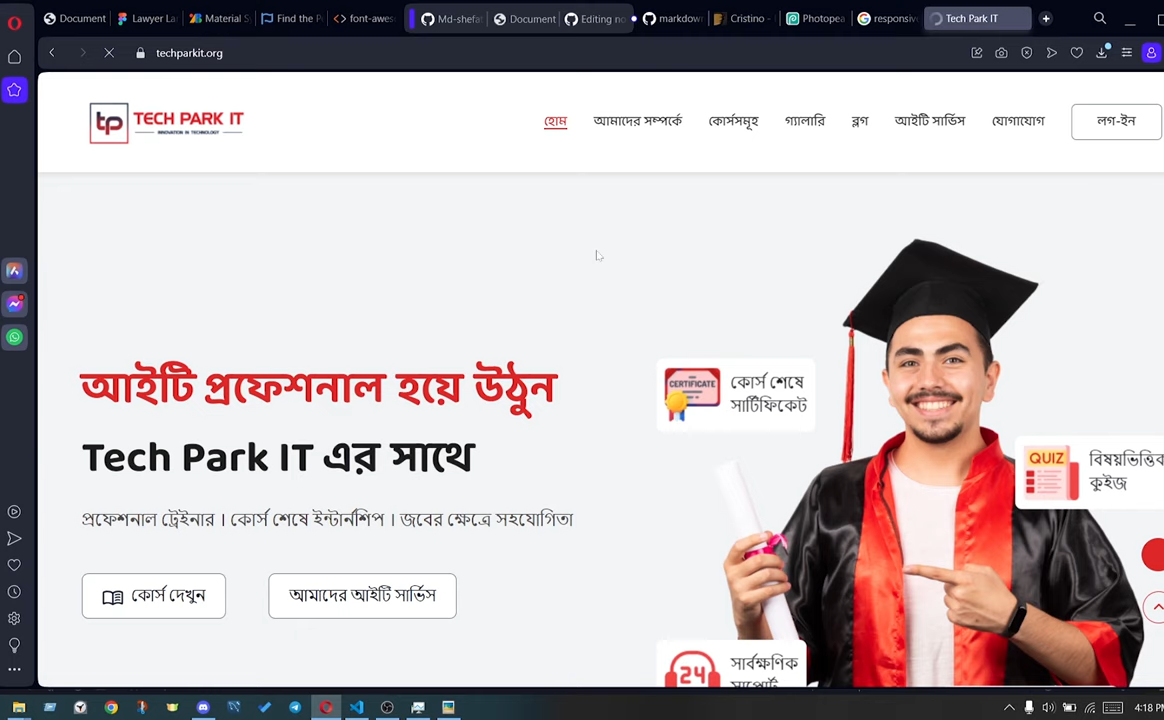 Document
Lawyer La
Material S
Find the P
font-awes
Md-shefat
Document
Editing no
markdow
Cristino -
Photopea
responsive
Tech Park IT
techparkit.org
tp TECH PARK IT
INNOVATION IN TECHNOLOGY
হোম
আমাদের সম্পর্কে
কোর্সসমূহ
গ্যালারি
ব্লগ
আইটি সার্ভিস
যোগাযোগ
লগ-ইন
আইটি প্রফেশনাল হয়ে উঠুন
Tech Park IT এর সাথে
প্রফেশনাল ট্রেইনার । কোর্স শেষে ইন্টার্নশিপ । জবের ক্ষেত্রে সহযোগিতা
কোর্স দেখুন
আমাদের আইটি সার্ভিস
CERTIFICATE
কোর্স শেষে
সার্টিফিকেট
QUIZ
বিষয়ভিত্তিক
কুইজ
24
সার্বক্ষণিক
সাপোর্ট
4:18 PM